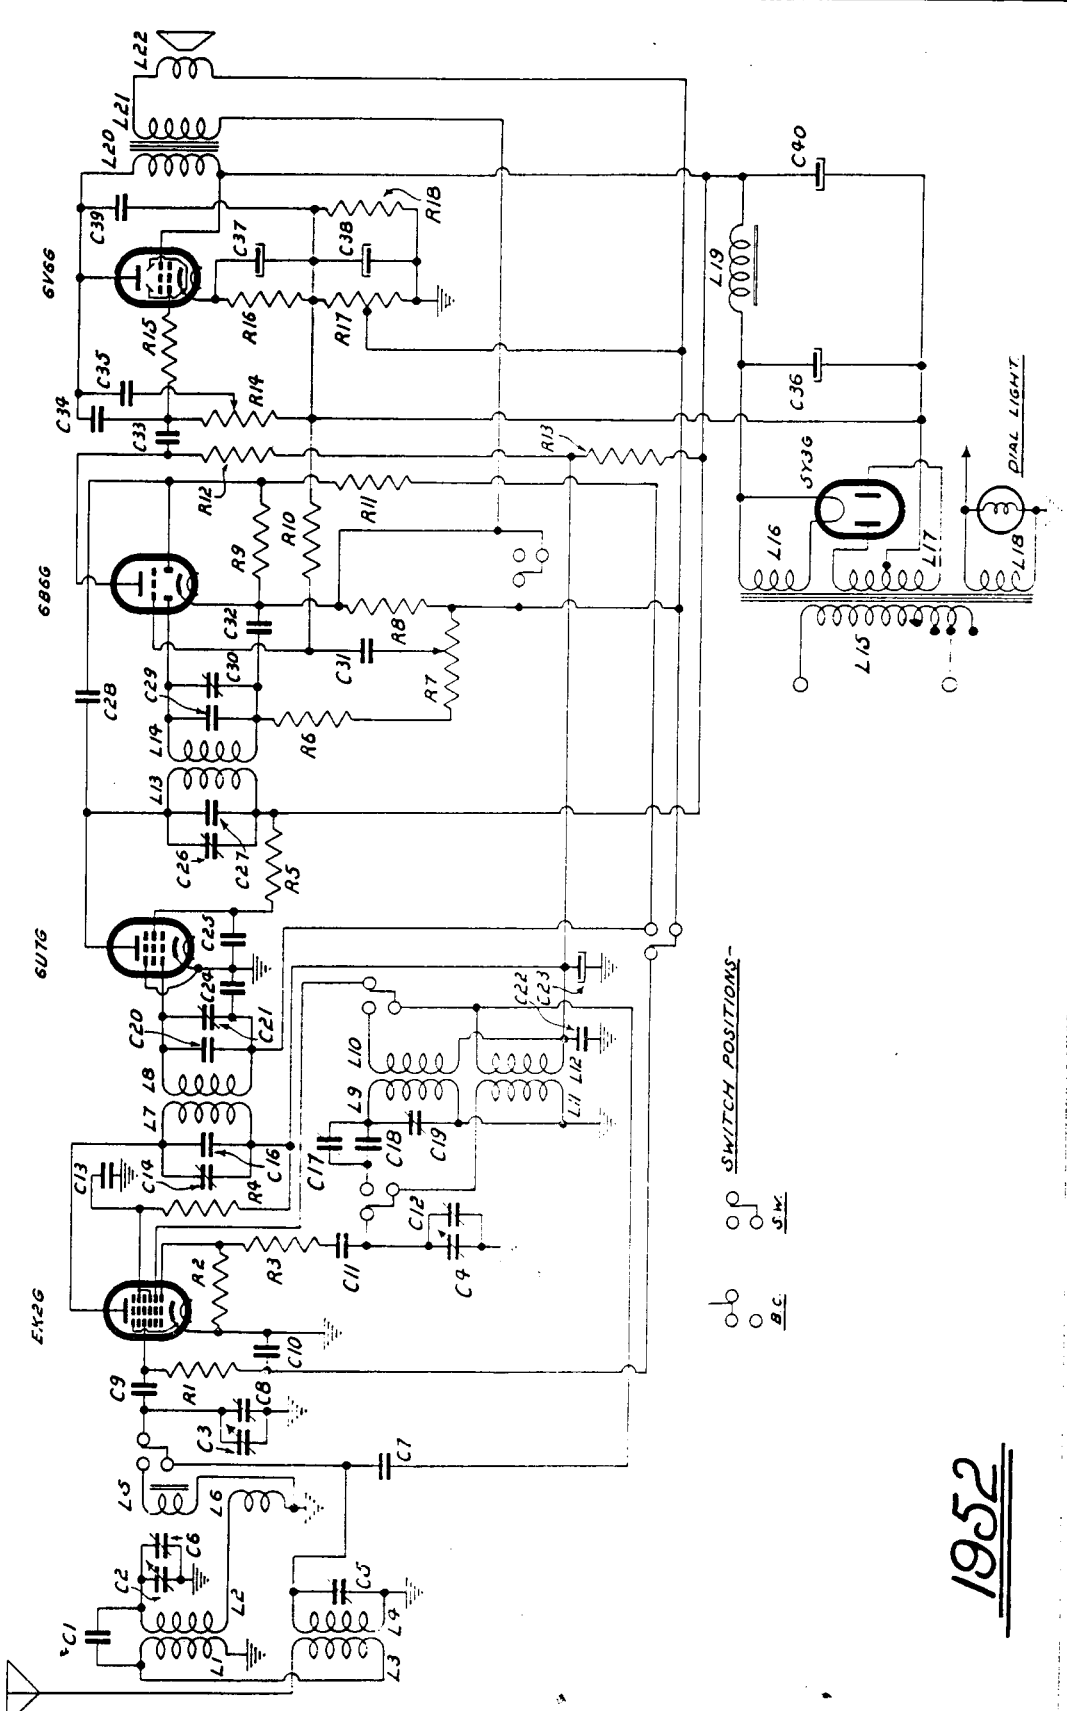 EK2G
6U7G
6B6G
6V6G
C1
L1
L2
C2
C6
L3
L4
C5
L5
L6
C7
C3
C8
C9
R1
C10
R2
R3
C11
C4
C12
C13
C14
C16
R4
L7
L8
C20
C21
C24
C25
C17
C18
C19
L9
L10
L11
L12
C22
C23
R5
C26
C27
L13
L14
C28
C29
C30
C32
R6
R7
R8
C31
R9
R10
R11
R12
R13
C33
C34
C35
R14
R15
R16
R17
C37
C38
R18
C39
L20
L21
L22
L15
L16
L17
L18
5Y3G
C36
L19
C40
DIAL LIGHT.
SWITCH POSITIONS-
B.C.
S.W.
1952